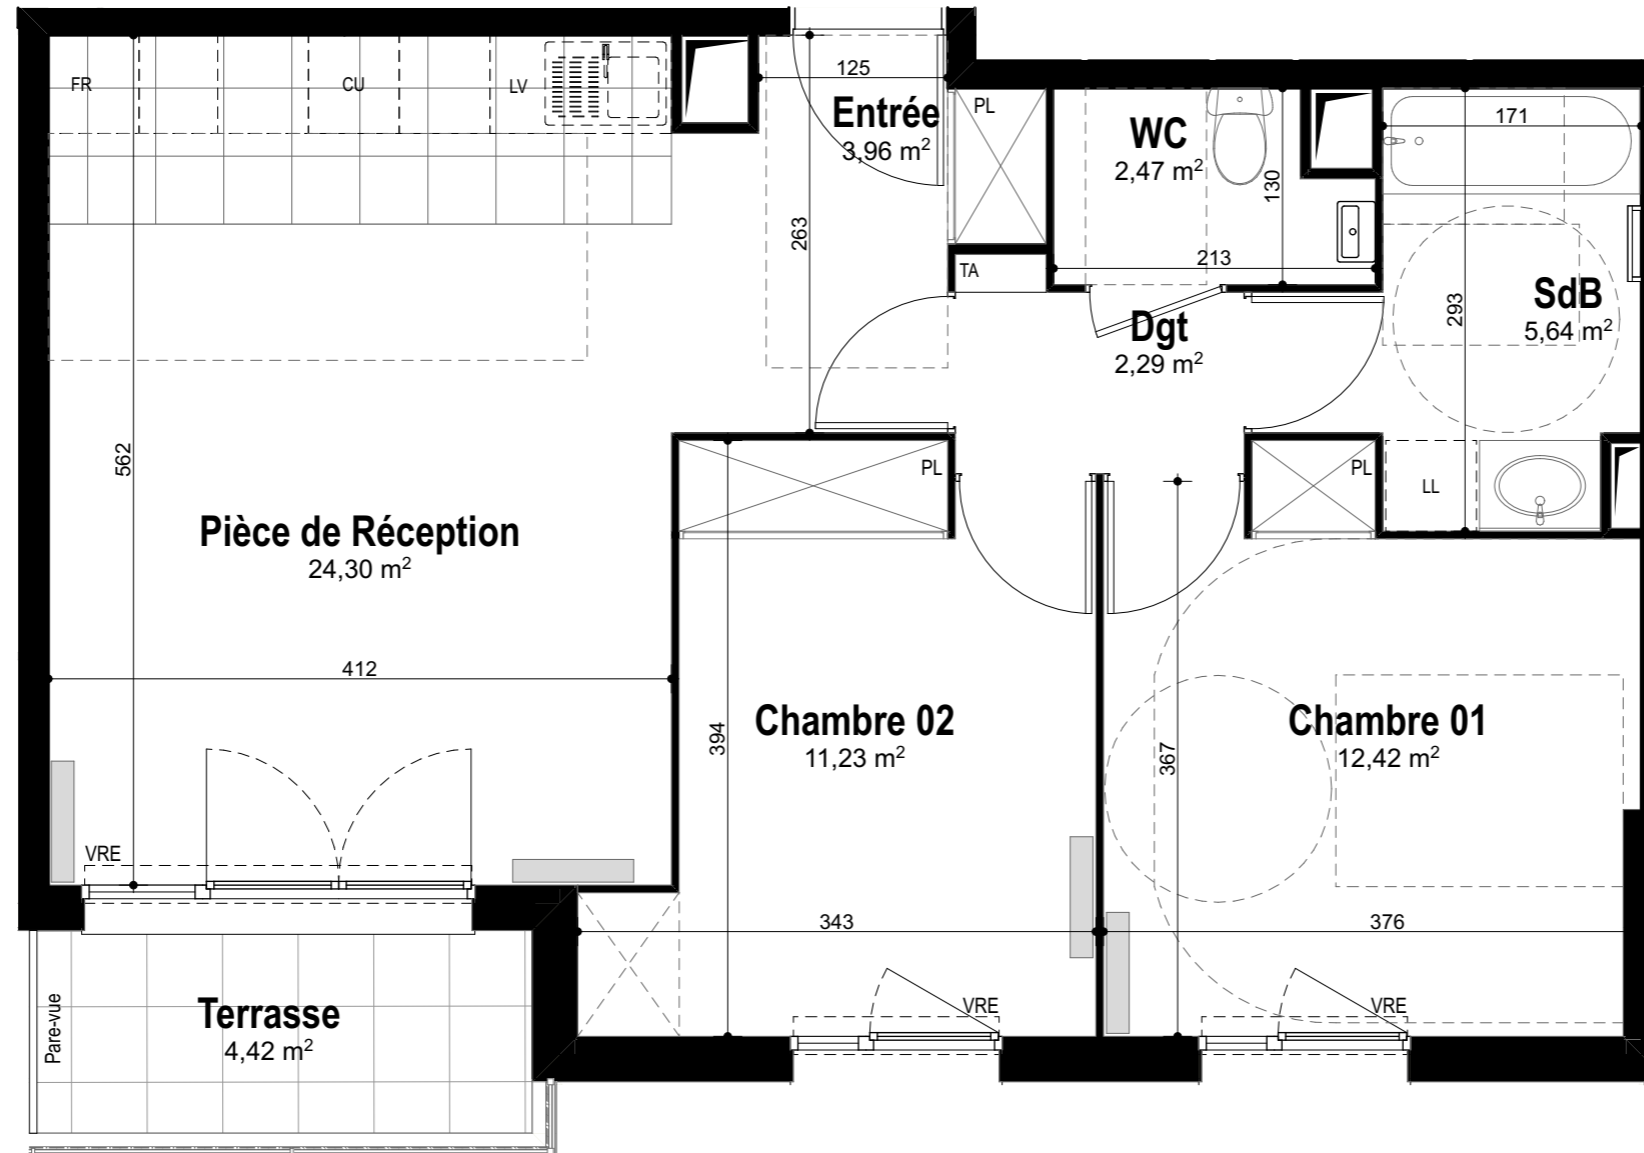 FR
CU
LV
125
Entrée
3,96 m²
PL
WC
2,47 m²
130
171
263
213
TA
Dgt
2,29 m²
293
SdB
5,64 m²
562
PL
PL
LL
Pièce de Réception
24,30 m²
412
394
Chambre 02
11,23 m²
367
Chambre 01
12,42 m²
VRE
343
376
Pare-vue
Terrasse
4,42 m²
VRE
VRE